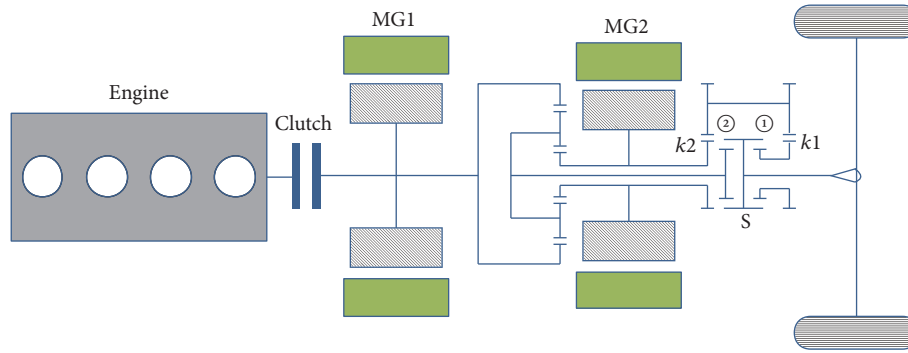 MG1
MG2
Engine
Clutch
k2
②
①
k1
S